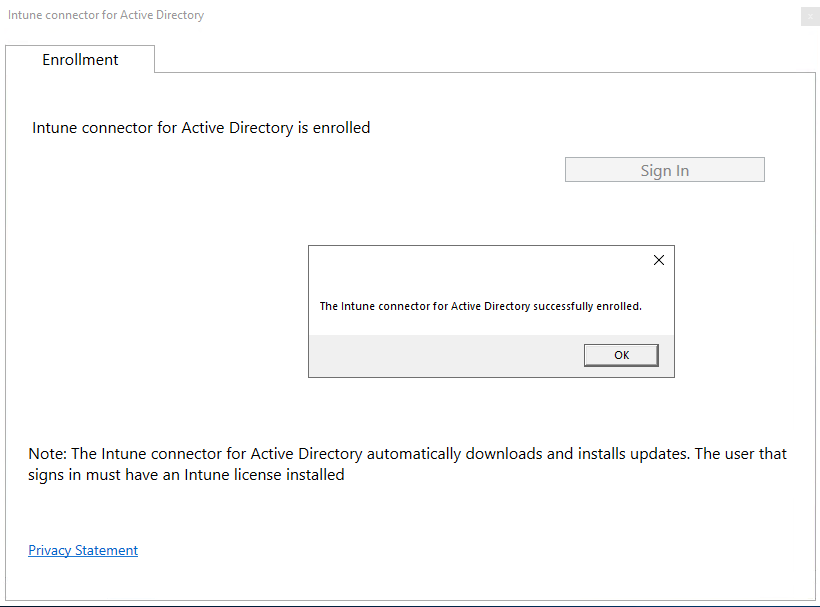 Intune connector for Active Directory
Enrollment
Intune connector for Active Directory is enrolled
Sign In
The Intune connector for Active Directory successfully enrolled.
OK
Note: The Intune connector for Active Directory automatically downloads and installs updates. The user that
signs in must have an Intune license installed
Privacy Statement